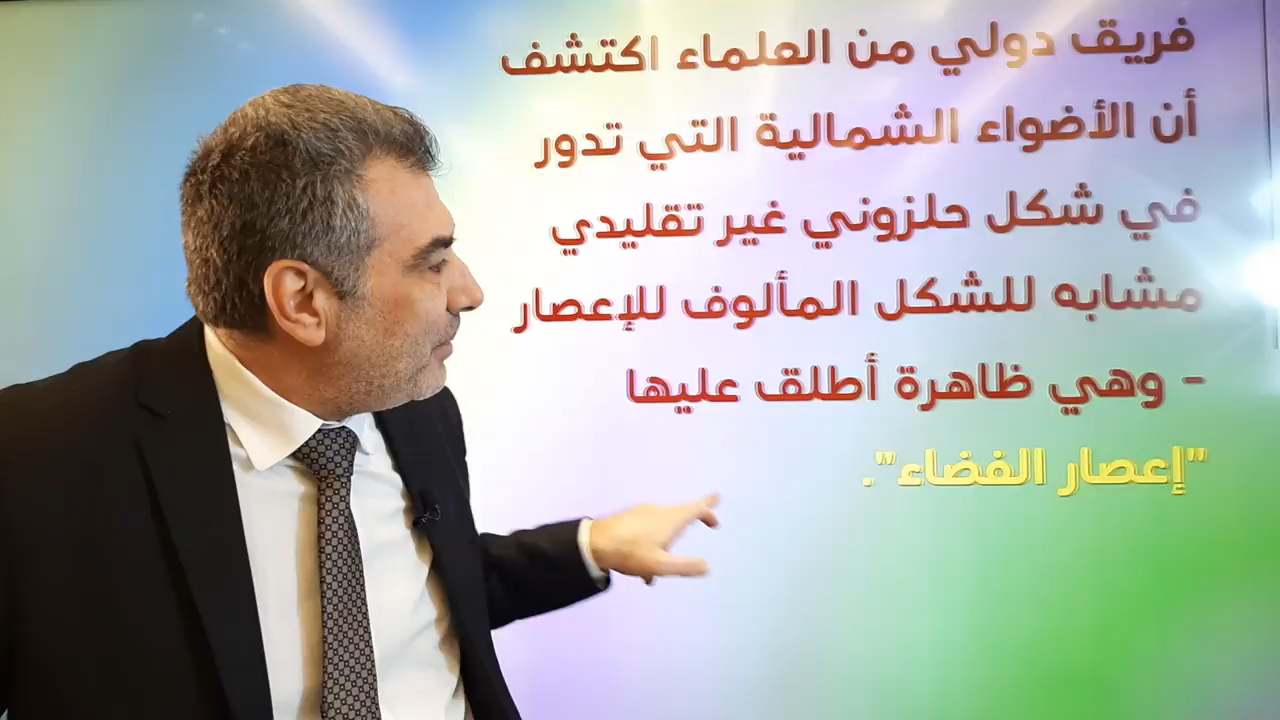 فريق دولي من العلماء اكتشف
أن الأضواء الشمالية التي تدور
في شكل حلزوني غير تقليدي
مشابه للشكل المألوف للإعصار
- وهي ظاهرة أطلق عليها
"إعصار الفضاء".